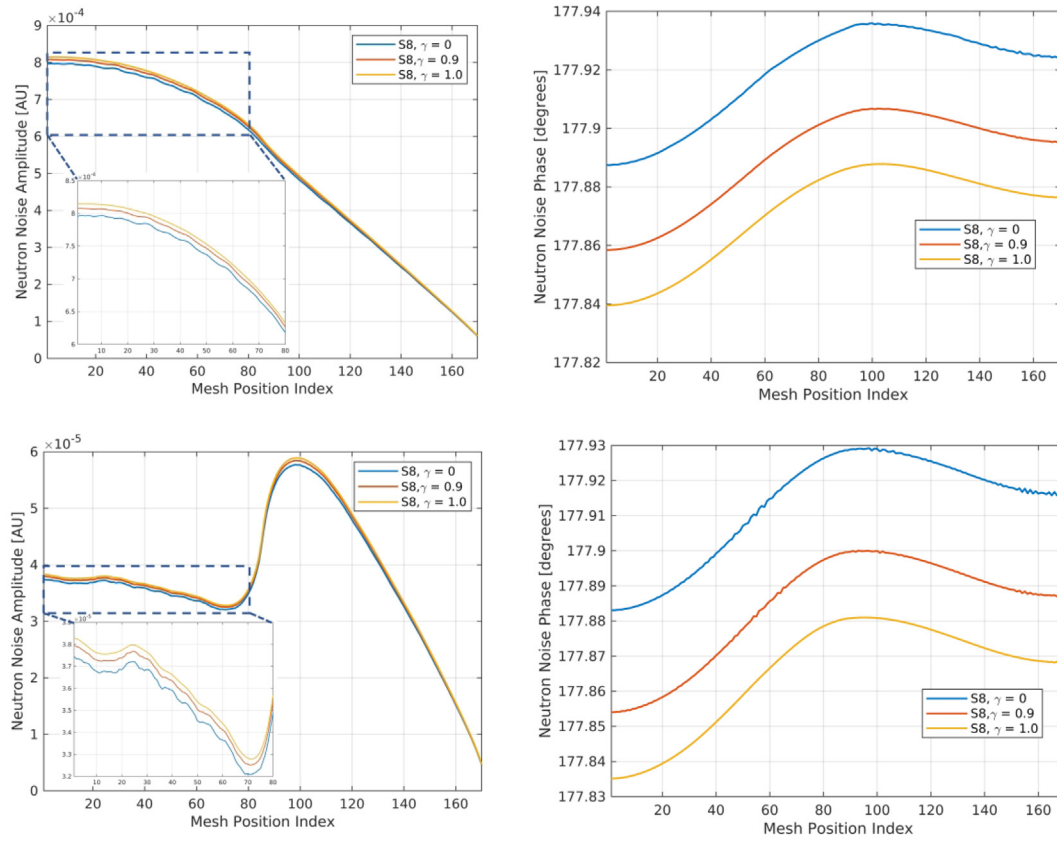 ×10⁻⁴
9
8
7
6
5
4
3
2
1
0
20 40 60 80 100 120 140 160
Neutron Noise Amplitude [AU]
Mesh Position Index
S8, γ = 0
S8,γ = 0.9
S8, γ = 1.0
×10⁻⁴
8.5
8
7.5
7
6.5
6
10 20 30 40 50 60 70 80
177.94
177.92
177.9
177.88
177.86
177.84
177.82
20 40 60 80 100 120 140 160
Neutron Noise Phase [degrees]
Mesh Position Index
S8, γ = 0
S8,γ = 0.9
S8, γ = 1.0
×10⁻⁵
6
5
4
3
2
1
0
20 40 60 80 100 120 140 160
Neutron Noise Amplitude [AU]
Mesh Position Index
S8, γ = 0
S8,γ = 0.9
S8, γ = 1.0
×10⁻⁵
3.8
3.7
3.6
3.5
3.4
3.3
3.2
10 20 30 40 50 60 70 80
177.93
177.92
177.91
177.9
177.89
177.88
177.87
177.86
177.85
177.84
177.83
20 40 60 80 100 120 140 160
Neutron Noise Phase [degrees]
Mesh Position Index
S8, γ = 0
S8,γ = 0.9
S8, γ = 1.0